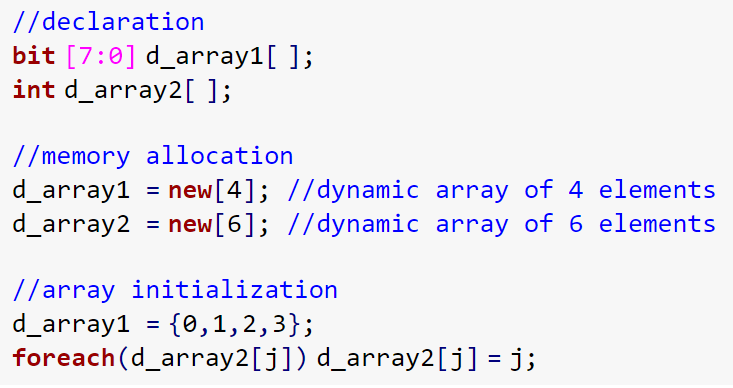 //declaration
bit [7:0] d_array1[ ];
int d_array2[ ];
//memory allocation
d_array1 = new[4]; //dynamic array of 4 elements
d_array2 = new[6]; //dynamic array of 6 elements
//array initialization
d_array1 = {0,1,2,3};
foreach(d_array2[j]) d_array2[j] = j;